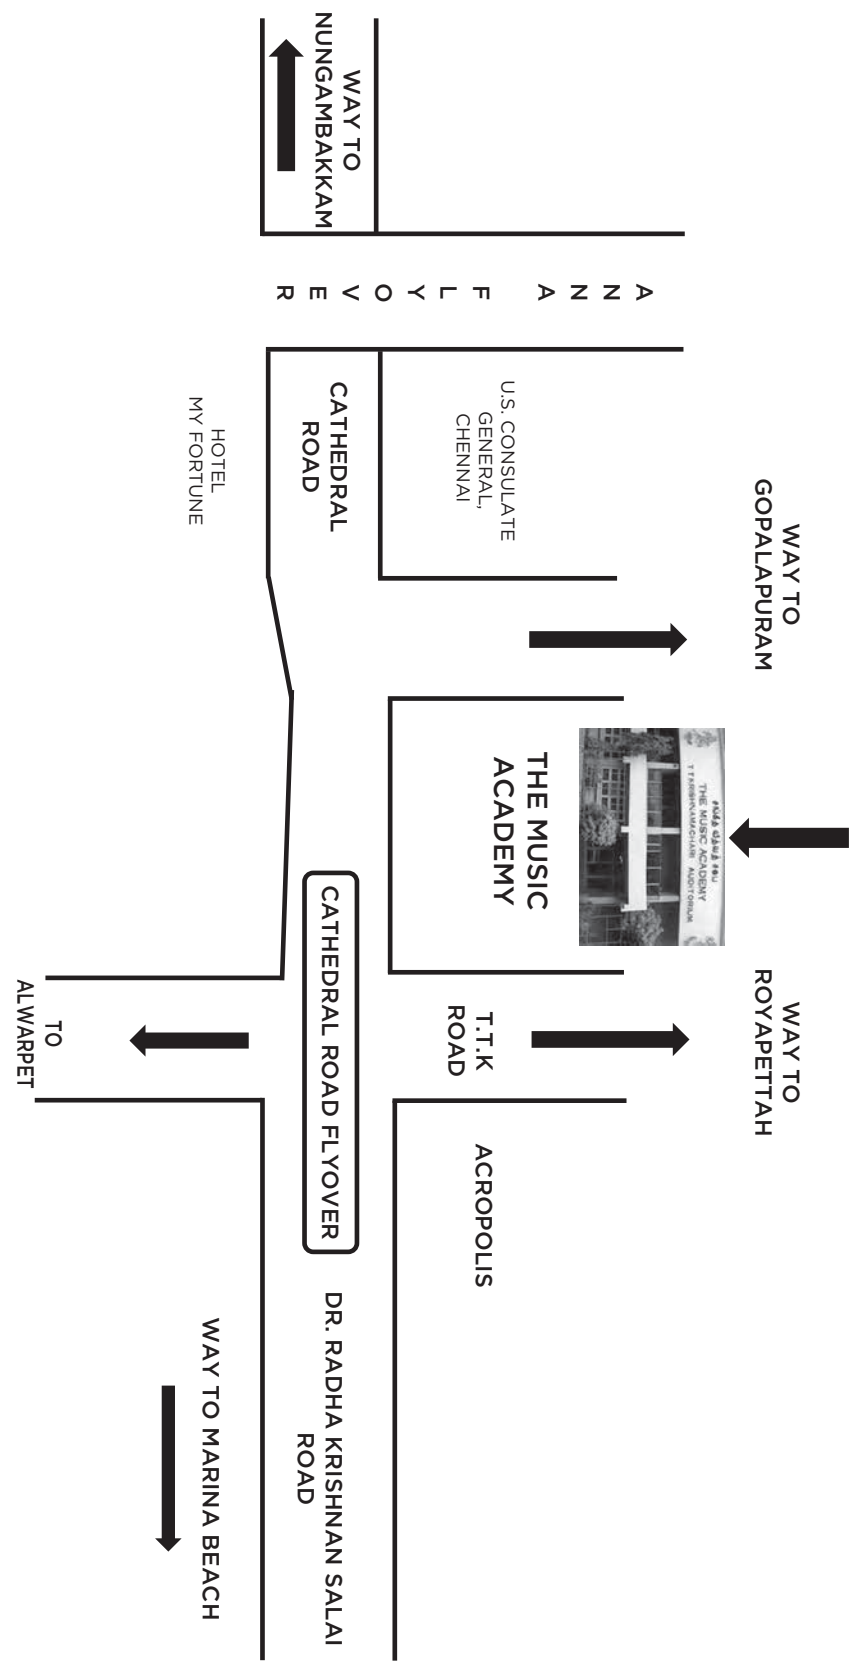 WAY TO
GOPALAPURAM
WAY TO
ROYAPETTAH
THE MUSIC ACADEMY
T T KRISHNAMACHARI AUDITORIUM
ANNA FLYOVER
U.S. CONSULATE
GENERAL,
CHENNAI
THE MUSIC
ACADEMY
T.T.K
ROAD
ACROPOLIS
WAY TO
NUNGAMBAKKAM
CATHEDRAL
ROAD
CATHEDRAL ROAD FLYOVER
DR. RADHA KRISHNAN SALAI
ROAD
HOTEL
MY FORTUNE
WAY TO MARINA BEACH
TO
ALWARPET